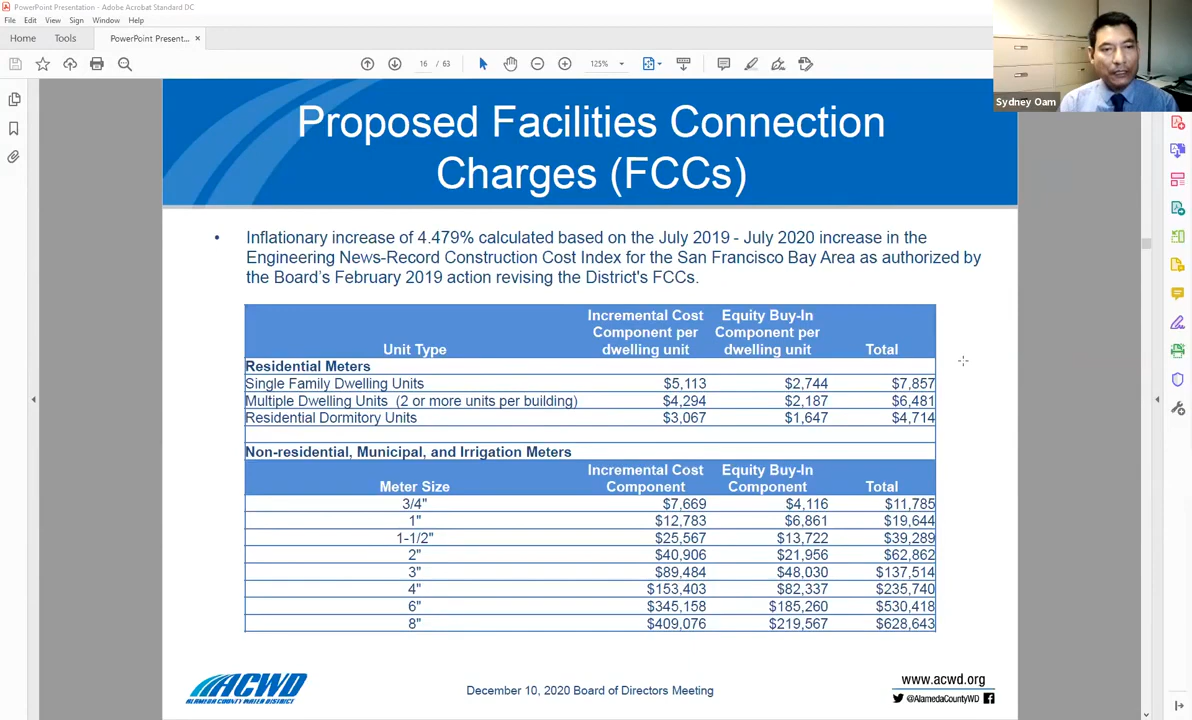 PowerPoint Presentation - Adobe Acrobat Standard DC
File Edit View Sign Window Help
Home Tools PowerPoint Present... ×
16 / 63 125%
Sydney Oam
Proposed Facilities Connection
Charges (FCCs)
• Inflationary increase of 4.479% calculated based on the July 2019 - July 2020 increase in the
Engineering News-Record Construction Cost Index for the San Francisco Bay Area as authorized by
the Board's February 2019 action revising the District's FCCs.
Incremental Cost Equity Buy-In
Component per Component per
Unit Type dwelling unit dwelling unit Total
Residential Meters
Single Family Dwelling Units $5,113 $2,744 $7,857
Multiple Dwelling Units (2 or more units per building) $4,294 $2,187 $6,481
Residential Dormitory Units $3,067 $1,647 $4,714
Non-residential, Municipal, and Irrigation Meters
Incremental Cost Equity Buy-In
Meter Size Component Component Total
3/4" $7,669 $4,116 $11,785
1" $12,783 $6,861 $19,644
1-1/2" $25,567 $13,722 $39,289
2" $40,906 $21,956 $62,862
3" $89,484 $48,030 $137,514
4" $153,403 $82,337 $235,740
6" $345,158 $185,260 $530,418
8" $409,076 $219,567 $628,643
ACWD
ALAMEDA COUNTY WATER DISTRICT
December 10, 2020 Board of Directors Meeting
www.acwd.org
@AlamedaCountyWD